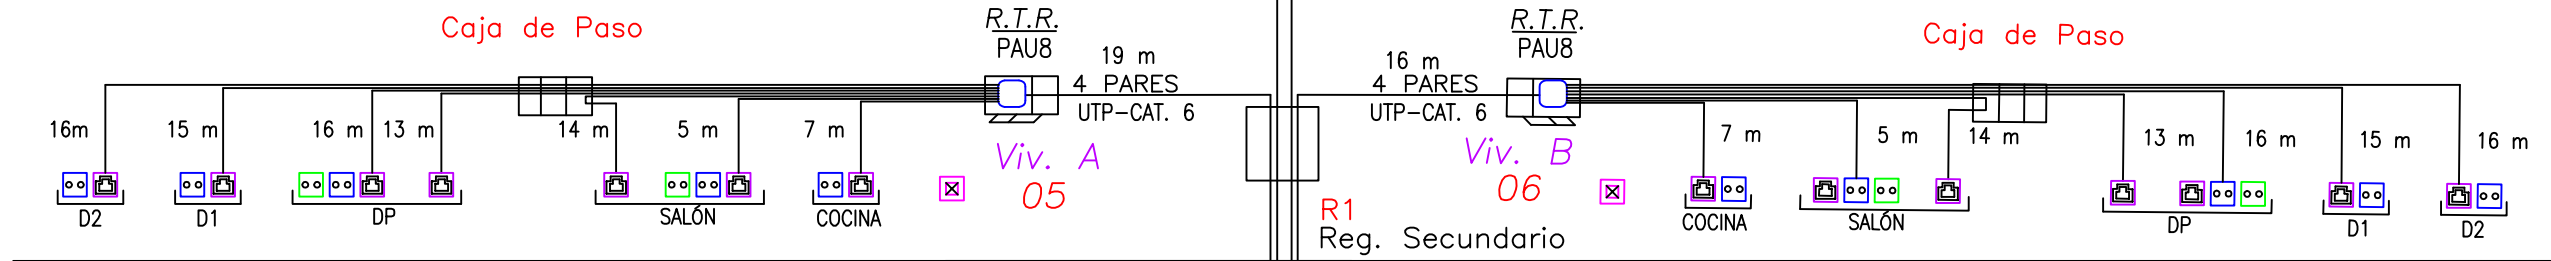 Caja de Paso
R.T.R.
PAU8
19 m
4 PARES
UTP-CAT. 6
16m
15 m
16 m
13 m
14 m
5 m
7 m
Viv. A
05
D2
D1
DP
SALÓN
COCINA
R.T.R.
PAU8
Caja de Paso
16 m
4 PARES
UTP-CAT. 6
Viv. B
06
7 m
5 m
14 m
13 m
16 m
15 m
16 m
R1
Reg. Secundario
COCINA
SALÓN
DP
D1
D2